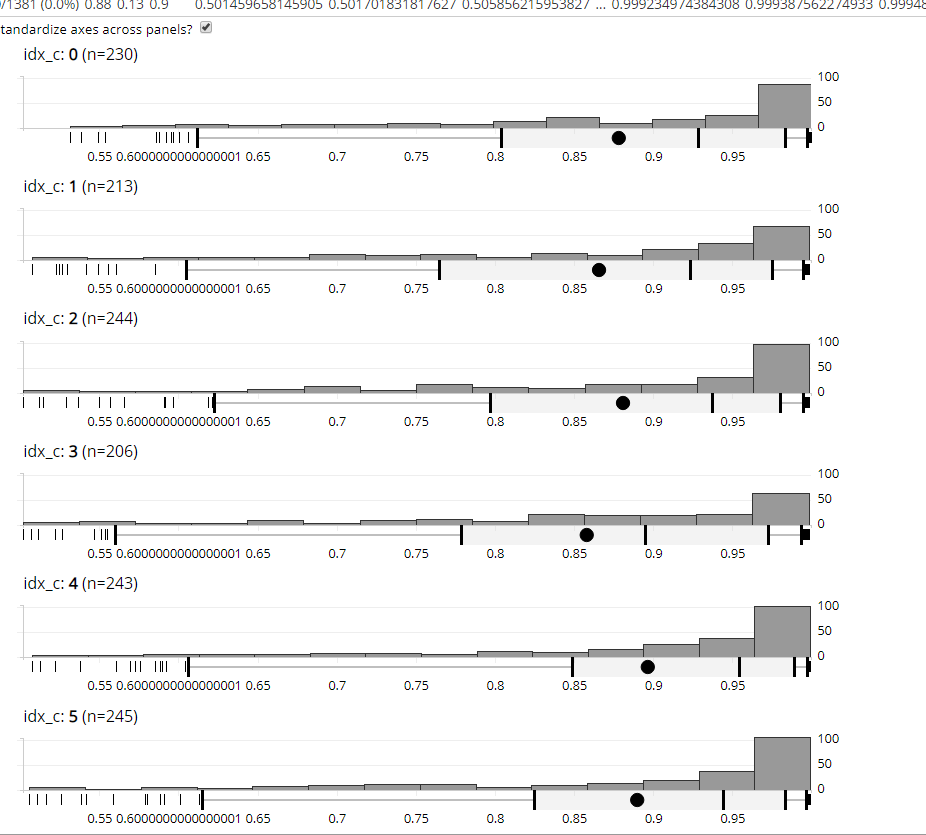 /1381 (0.0%) 0.88 0.13 0.9 0.501459658145905 0.501701831817627 0.505856215953827 ... 0.999234974384308 0.999387562274933 0.99948
tandardize axes across panels?
idx_c: 0 (n=230)
100
50
0
0.55 0.6000000000000001 0.65 0.7 0.75 0.8 0.85 0.9 0.95
idx_c: 1 (n=213)
100
50
0
0.55 0.6000000000000001 0.65 0.7 0.75 0.8 0.85 0.9 0.95
idx_c: 2 (n=244)
100
50
0
0.55 0.6000000000000001 0.65 0.7 0.75 0.8 0.85 0.9 0.95
idx_c: 3 (n=206)
100
50
0
0.55 0.6000000000000001 0.65 0.7 0.75 0.8 0.85 0.9 0.95
idx_c: 4 (n=243)
100
50
0
0.55 0.6000000000000001 0.65 0.7 0.75 0.8 0.85 0.9 0.95
idx_c: 5 (n=245)
100
50
0
0.55 0.6000000000000001 0.65 0.7 0.75 0.8 0.85 0.9 0.95